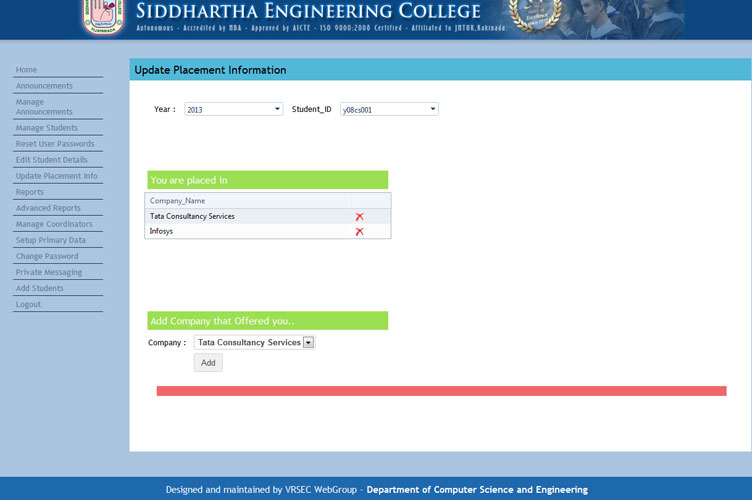 SIDDHARTHA ENGINEERING COLLEGE
Autonomous - Accredited by NBA - Approved by AICTE - ISO 9000:2008 Certified - Affiliated to JNTUK,Kakinada.
Home
Announcements
Manage
Announcements
Manage Students
Reset User Passwords
Edit Student Details
Update Placement Info
Reports
Advanced Reports
Manage Coordinators
Setup Primary Data
Change Password
Private Messaging
Add Students
Logout
Update Placement Information
Year : 2013 Student_ID y08cs001
You are placed In
Company_Name
Tata Consultancy Services
Infosys
Add Company that Offered you..
Company : Tata Consultancy Services
Add
Designed and maintained by VRSEC WebGroup - Department of Computer Science and Engineering